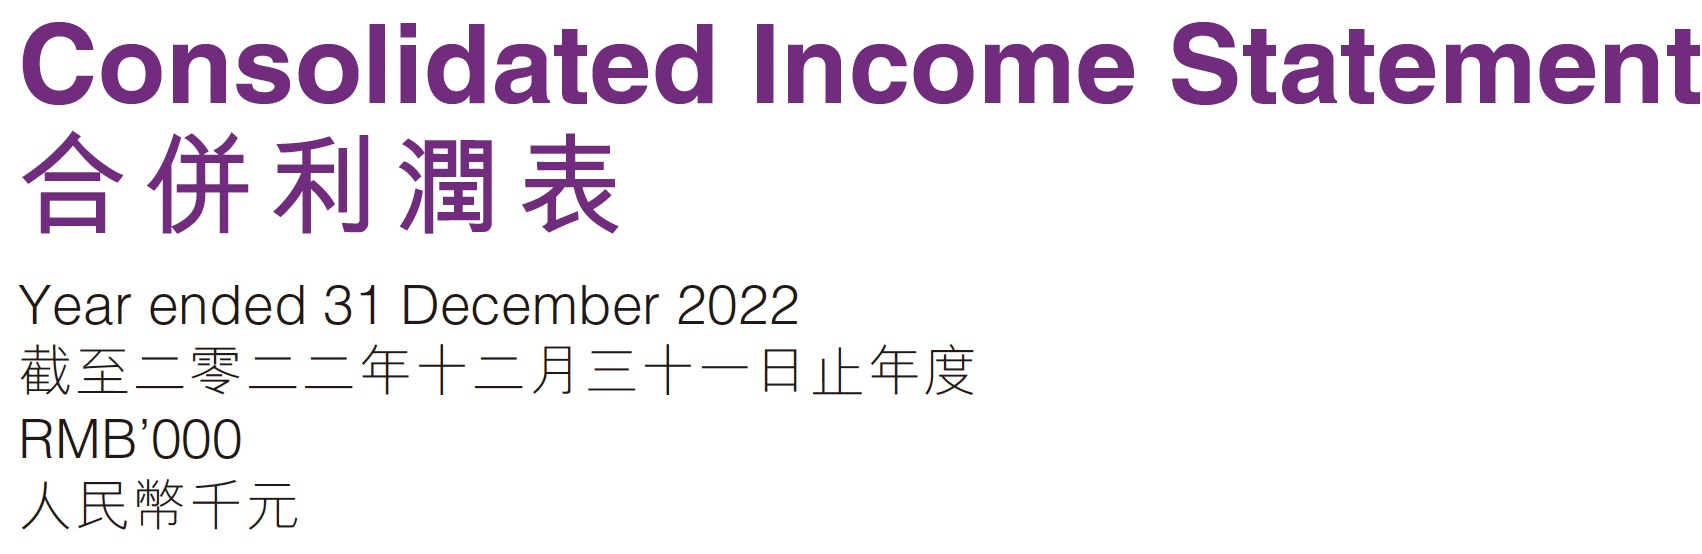 Consolidated Income Statement
合併利潤表
Year ended 31 December 2022
截至二零二二年十二月三十一日止年度
RMB’000
人民幣千元